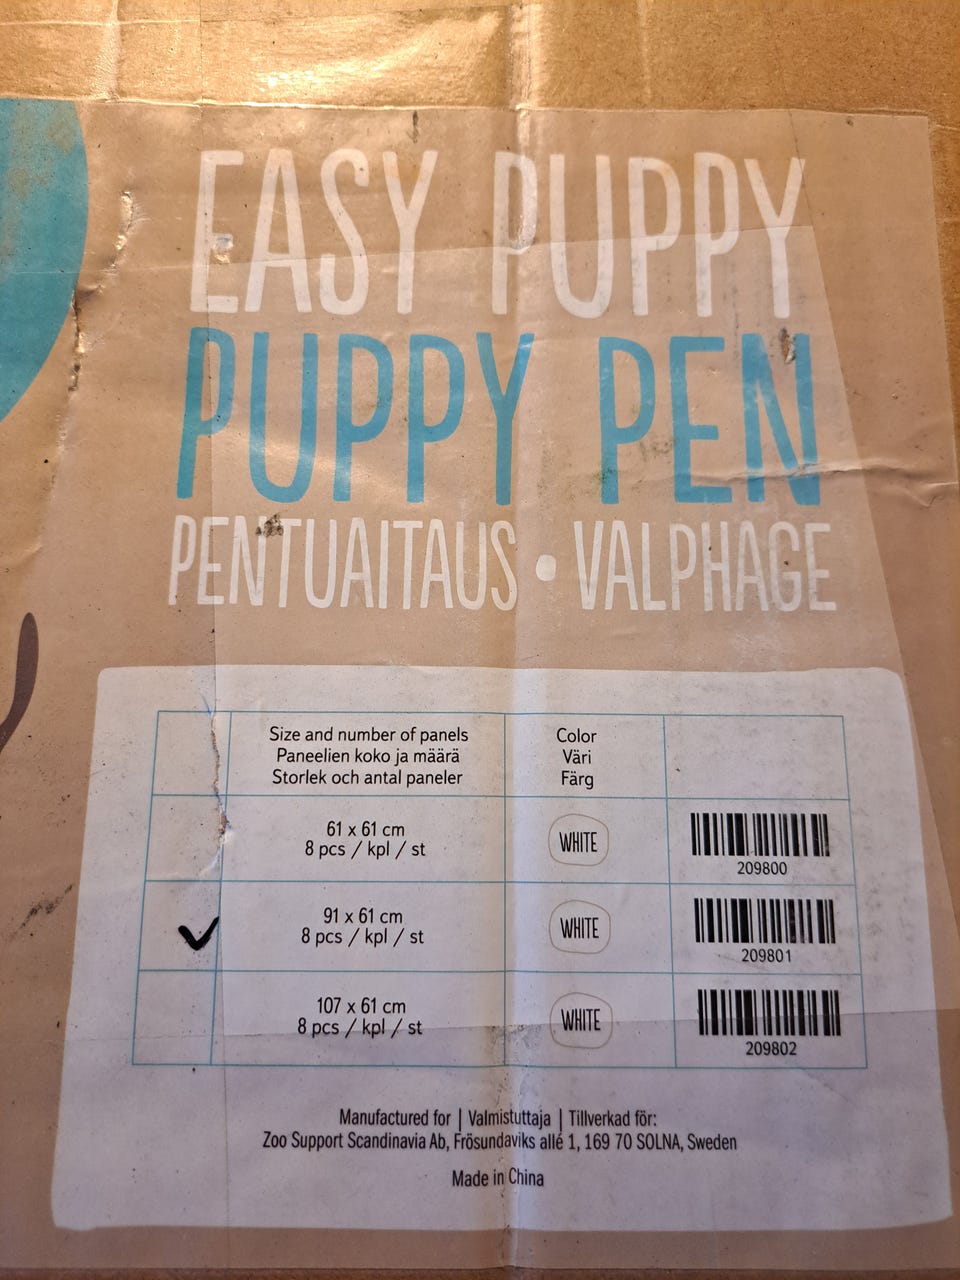 EASY PUPPY
PUPPY PEN
PENTUAITAUS • VALPHAGE
Size and number of panels
Paneelien koko ja määrä
Storlek och antal paneler
Color
Väri
Färg
61 x 61 cm
8 pcs / kpl / st
WHITE
209800
91 x 61 cm
8 pcs / kpl / st
WHITE
209801
107 x 61 cm
8 pcs / kpl / st
WHITE
209802
Manufactured for | Valmistuttaja | Tillverkad för:
Zoo Support Scandinavia Ab, Frösundaviks allé 1, 169 70 SOLNA, Sweden
Made in China